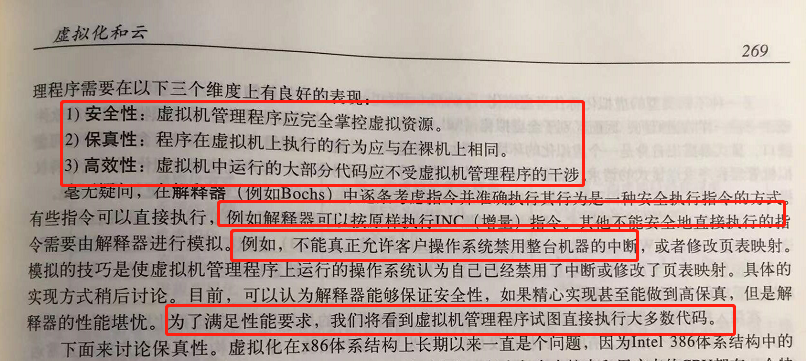 虚拟化和云
269
理程序需要在以下三个维度上有良好的表现：
1) 安全性：虚拟机管理程序应完全掌控虚拟资源。
2) 保真性：程序在虚拟机上执行的行为应与在裸机上相同。
3) 高效性：虚拟机中运行的大部分代码应不受虚拟机管理程序的干涉
毫无疑问，在解释器（例如Bochs）中逐条考虑指令并准确执行其行为是一种安全执行指令的方式
有些指令可以直接执行，例如解释器可以按原样执行INC（增量）指令。其他不能安全地直接执行的指
令需要由解释器进行模拟。例如，不能真正允许客户操作系统禁用整台机器的中断，或者修改页表映射。
模拟的技巧是使虚拟机管理程序上运行的操作系统认为自己已经禁用了中断或修改了页表映射。具体的
实现方式稍后讨论。目前，可以认为解释器能够保证安全性，如果精心实现甚至能做到高保真，但是解
释器的性能堪忧。为了满足性能要求，我们将看到虚拟机管理程序试图直接执行大多数代码。
下面来讨论保真性。虚拟化在x86体系结构上长期以来一直是个问题，因为Intel 386体系结构中的